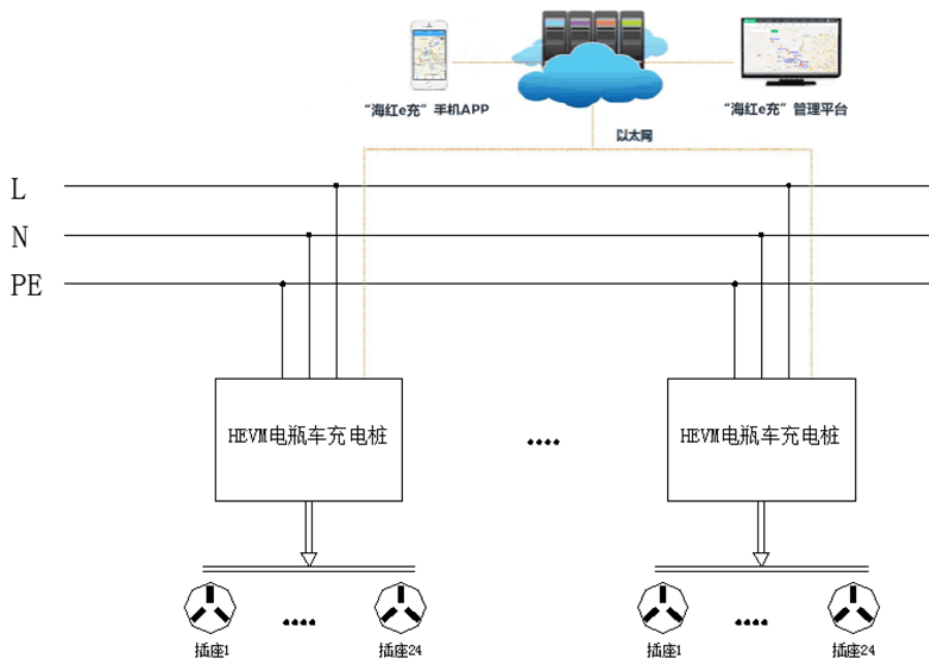 “海红e充”手机APP
“海红e充”管理平台
以太网
L
N
PE
HEVM电瓶车充电桩
HEVM电瓶车充电桩
插座1
插座24
插座1
插座24